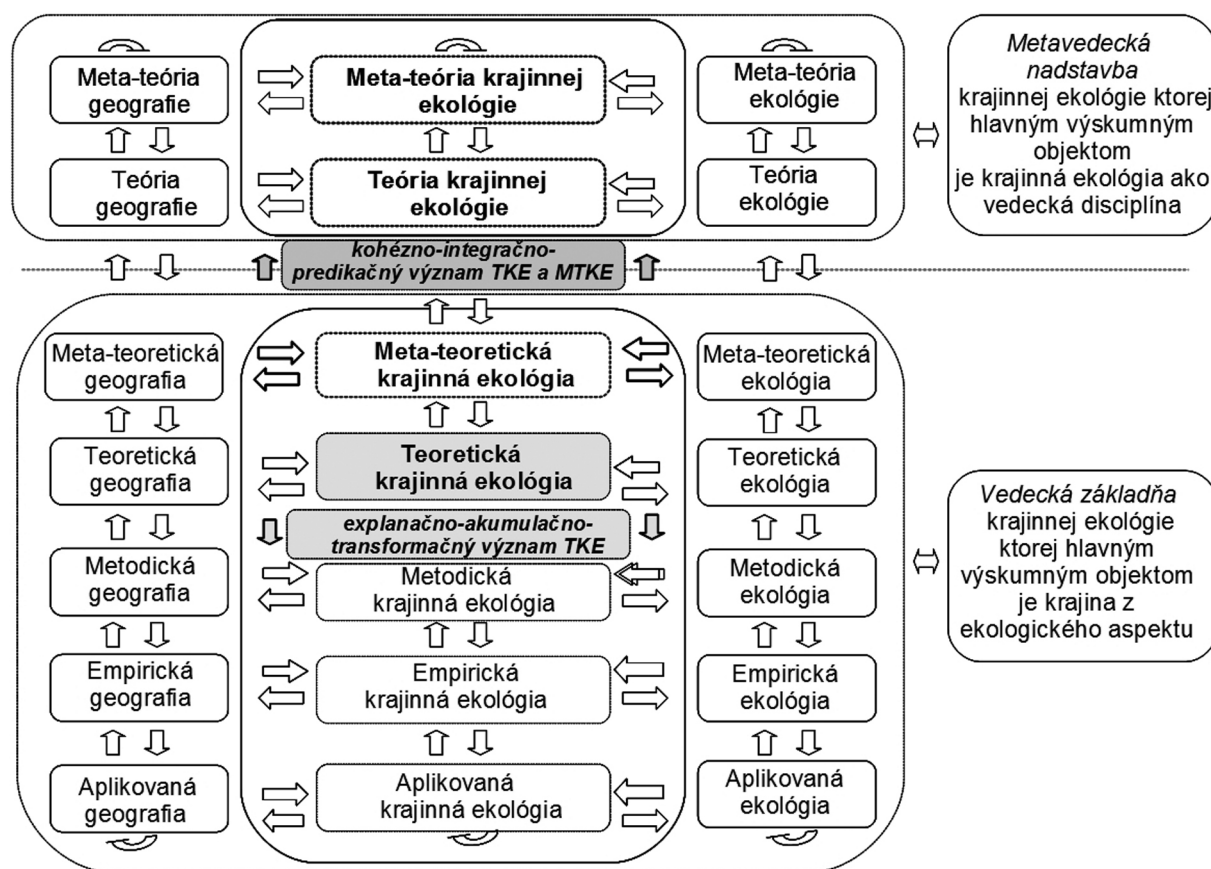 Meta-teória
geografie
Meta-teória krajinnej
ekológie
Meta-teória
ekológie
Teória
geografie
Teória krajinnej
ekológie
Teória
ekológie
Metavedecká
nadstavba
krajinnej ekológie ktorej
hlavným výskumným
objektom
je krajinná ekológia ako
vedecká disciplína
kohézno-integračno-
predikačný význam TKE a MTKE
Meta-teoretická
geografia
Meta-teoretická
krajinná ekológia
Meta-teoretická
ekológia
Teoretická
geografia
Teoretická
krajinná ekológia
Teoretická
ekológia
explanačno-akumulačno-
transformačný význam TKE
Metodická
geografia
Metodická
krajinná ekológia
Metodická
ekológia
Empirická
geografia
Empirická
krajinná ekológia
Empirická
ekológia
Aplikovaná
geografia
Aplikovaná
krajinná ekológia
Aplikovaná
ekológia
Vedecká základňa
krajinnej ekológie
ktorej hlavným
výskumným objektom
je krajina z
ekologického aspektu